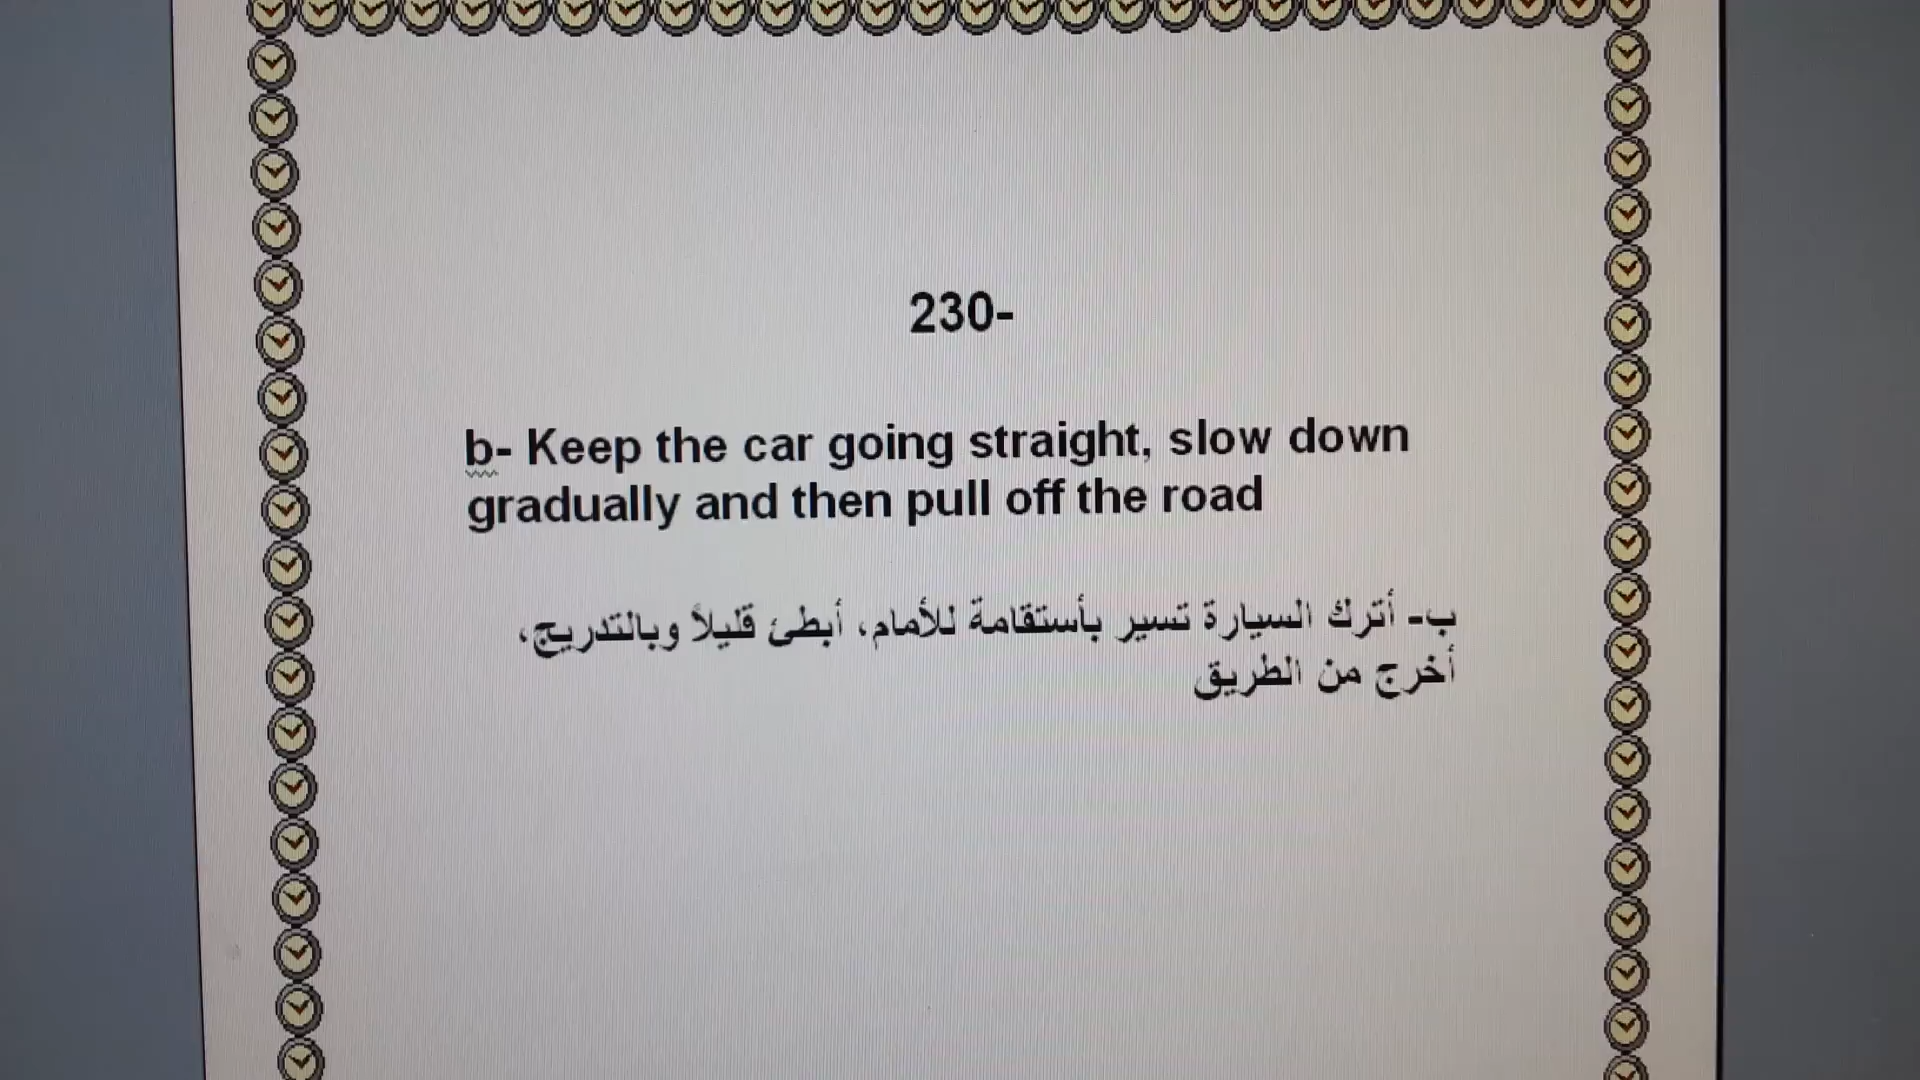 230-
b- Keep the car going straight, slow down
gradually and then pull off the road
ب- أترك السيارة تسير بأستقامة للأمام، أبطئ قليلاً وبالتدريج،
أخرج من الطريق